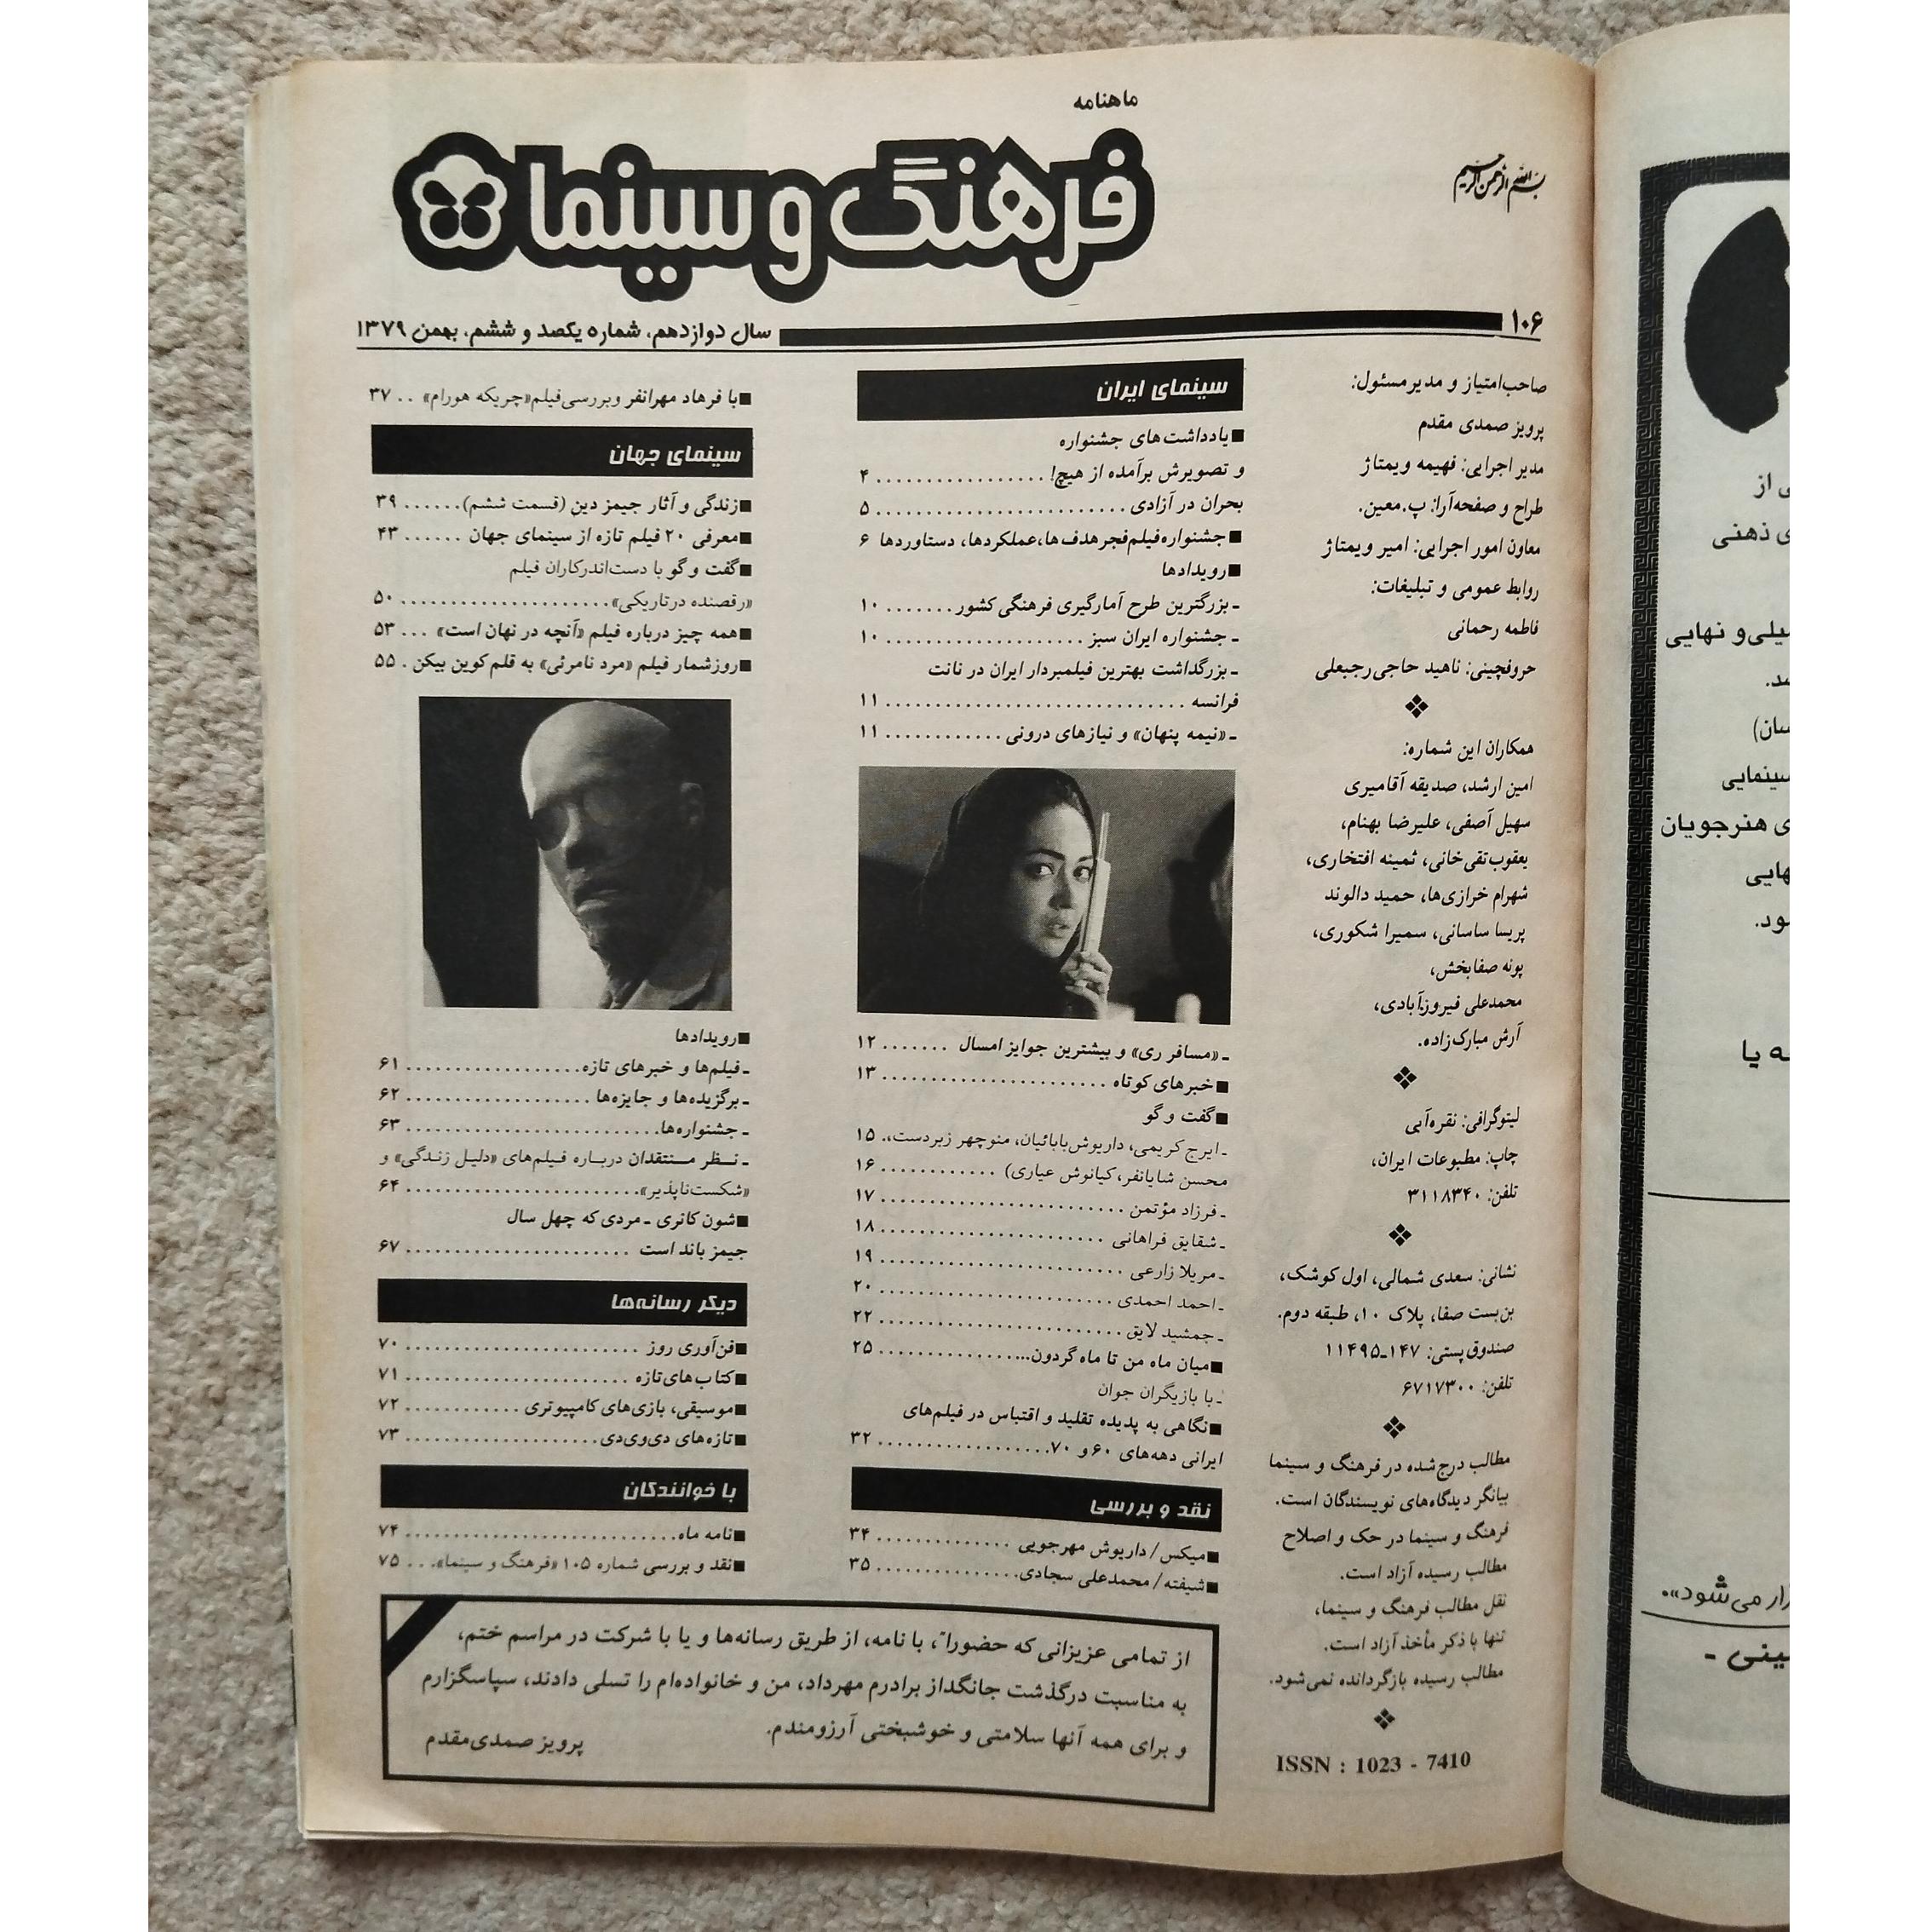 ماهنامه
فرهنگ و سینما
بسم الله الرحمن الرحیم
۱۰۶
سال دوازدهم، شماره یکصد و ششم، بهمن ۱۳۷۹
صاحب‌امتیاز و مدیرمسئول:
پرویز صمدی مقدم
مدیر اجرایی: فهیمه ویمتاژ
طراح و صفحه‌آرا: پ.معین.
معاون امور اجرایی: امیر ویمتاژ
روابط عمومی و تبلیغات:
فاطمه رحمانی
حروفچینی: ناهید حاجی‌رجبعلی
همکاران این شماره:
امین ارشد، صدیقه آقامیری
سهیل آصفی، علیرضا بهنام،
یعقوب‌تقی‌خانی، ثمینه افتخاری،
شهرام خرازی‌ها، حمید دالوند
پریسا ساسانی، سمیرا شکوری،
پونه صفابخش،
محمدعلی فیروزآبادی،
آرش مبارک‌زاده.
لیتوگرافی: نقره‌آبی
چاپ: مطبوعات ایران،
تلفن: ۳۱۱۸۳۴۰
نشانی: سعدی شمالی، اول کوشک،
بن‌بست صفا، پلاک ۱۰، طبقه دوم.
صندوق‌پستی: ۱۴۷-۱۱۴۹۵
تلفن: ۶۷۱۷۳۰۰
مطالب درج‌شده در فرهنگ و سینما
بیانگر دیدگاه‌های نویسندگان است.
فرهنگ و سینما در حک و اصلاح
مطالب رسیده آزاد است.
نقل مطالب فرهنگ و سینما،
تنها با ذکر مأخذ آزاد است.
مطالب رسیده بازگردانده نمی‌شود.
ISSN : 1023 - 7410
سینمای ایران
■یادداشت‌های جشنواره
و تصویرش برآمده از هیچ! ................. ۴
بحران در آزادی .......................... ۵
■جشنواره‌فیلم‌فجرهدف‌ها،عملکردها، دستاوردها ۶
■رویدادها
ـ بزرگترین طرح آمارگیری فرهنگی‌کشور ....... ۱۰
ـ جشنواره ایران سبز ..................... ۱۰
ـ بزرگداشت بهترین فیلمبردار ایران در نانت
فرانسه ............................... ۱۱
ـ «نیمه پنهان» و نیازهای درونی ............ ۱۱
ـ «مسافر ری» و بیشترین جوایز امسال ....... ۱۲
■خبرهای‌کوتاه ....................... ۱۳
■گفت و گو
ـ ایرج کریمی، داریوش‌بابائیان، منوچهر زبردست،. ۱۵
محسن شایانفر،کیانوش عیاری) ............ ۱۶
ـ فرزاد مؤتمن ......................... ۱۷
ـ شقایق فراهانی ....................... ۱۸
ـ مریلا زارعی ......................... ۱۹
ـ احمد احمدی ........................ ۲۰
ـ جمشید لایق ......................... ۲۲
■میان ماه من تا ماه گردون.................. ۲۵
ـ با بازیگران جوان
■نگاهی به پدیده تقلید و اقتباس در فیلم‌های
ایرانی دهه‌های ۶۰ و ۷۰................... ۳۲
نقد و بررسی
■میکس/ داریوش مهرجویی .............. ۳۴
■شیفته/ محمدعلی سجادی................ ۳۵
■با فرهاد مهرانفر وبررسی‌فیلم«چریکه هورام» .. ۳۷
سینمای جهان
■زندگی و آثار جیمز دین (قسمت ششم)...... ۳۹
■معرفی ۲۰ فیلم تازه از سینمای جهان ...... ۴۳
■گفت و گو با دست‌اندرکاران فیلم
«رقصنده درتاریکی»...................... ۵۰
■همه چیز درباره فیلم «آنچه در نهان است» ... ۵۳
■روزشمار فیلم «مرد نامرئی» به قلم‌کوین بیکن . ۵۵
■رویدادها
ـ فیلم‌ها و خبرهای تازه................... ۶۱
ـ برگزیده‌ها و جایزه‌ها ................... ۶۲
ـ جشنواره‌ها.......................... ۶۳
ـ نظر منتقدان درباره فیلم‌های «دلیل زندگی» و
«شکست‌ناپذیر»........................ ۶۴
■شون کانری ـ مردی که چهل سال
جیمز باند است ....................... ۶۷
دیگر رسانه‌ها
■فن‌آوری روز ....................... ۷۰
■کتاب‌های‌تازه ....................... ۷۱
■موسیقی، بازی‌های کامپیوتری ............ ۷۲
■تازه‌های دی‌وی‌دی.................... ۷۳
با خوانندگان
■نامه ماه............................ ۷۴
■نقد و بررسی شماره ۱۰۵ «فرهنگ و سینما»... ۷۵
از تمامی عزیزانی که حضوراً، با نامه، از طریق رسانه‌ها و یا با شرکت در مراسم ختم،
به مناسبت درگذشت جانگداز برادرم مهرداد، من و خانواده‌ام را تسلی دادند، سپاسگزارم
و برای همه آنها سلامتی و خوشبختی آرزومندم.
پرویز صمدی‌مقدم
ی از
ی ذهنی
یلی‌و نهایی
سان)
سینمایی
ی هنرجویان
ه یا
می‌شود».